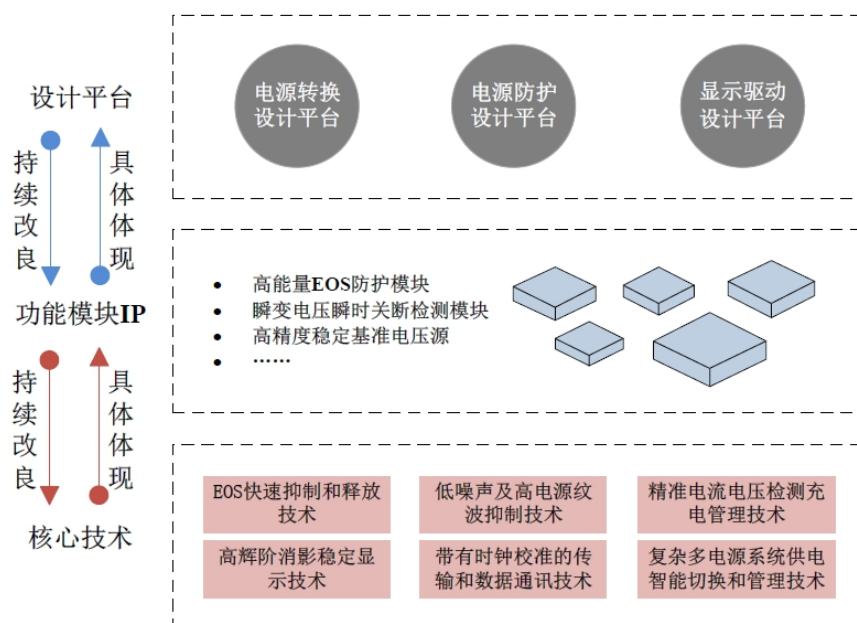 设计平台
持续改良
具体体现
功能模块IP
持续改良
具体体现
核心技术
电源转换
设计平台
电源防护
设计平台
显示驱动
设计平台
• 高能量EOS防护模块
• 瞬变电压瞬时关断检测模块
• 高精度稳定基准电压源
• ……
EOS快速抑制和释放
技术
低噪声及高电源纹
波抑制技术
精准电流电压检测充
电管理技术
高辉阶消影稳定显
示技术
带有时钟校准的传
输和数据通讯技术
复杂多电源系统供电
智能切换和管理技术